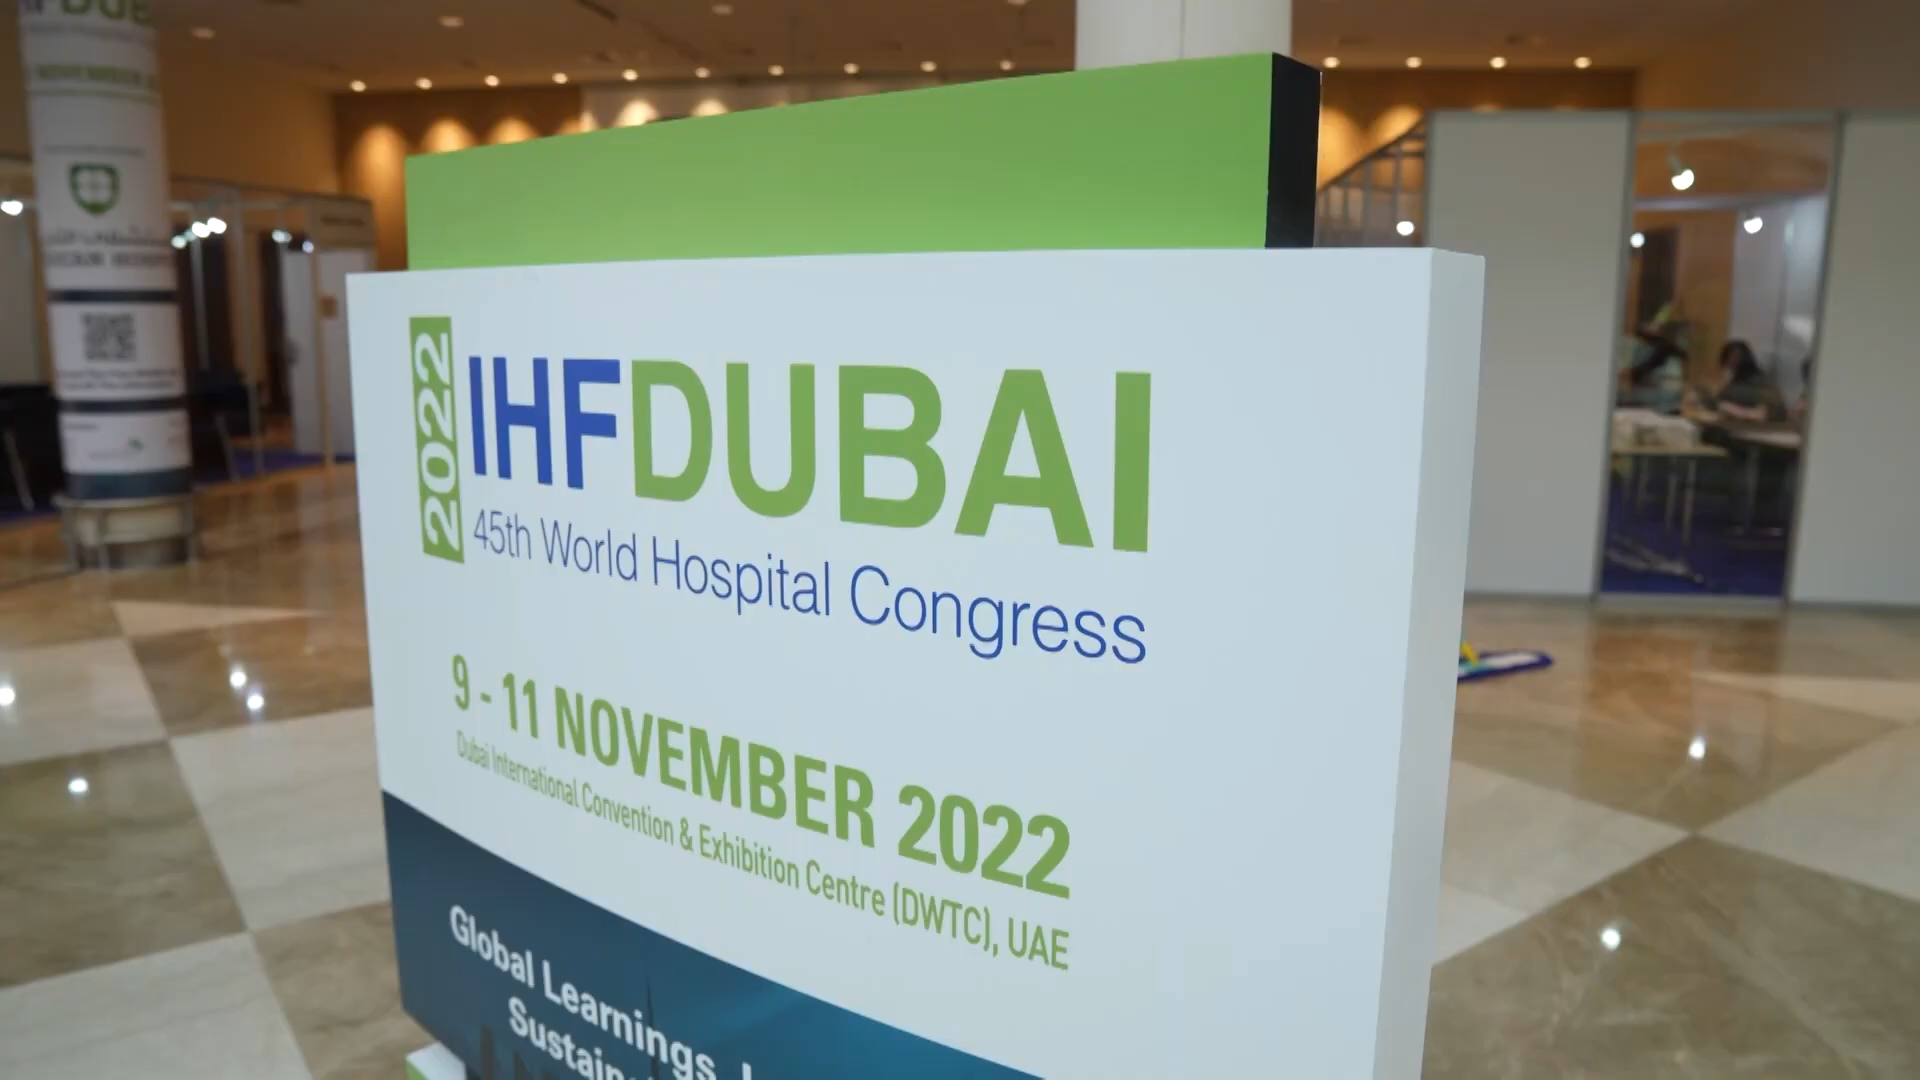 2022
IHFDUBAI
45th World Hospital Congress
9 - 11 NOVEMBER 2022
Dubai International Convention & Exhibition Centre (DWTC), UAE
Global Learnings,